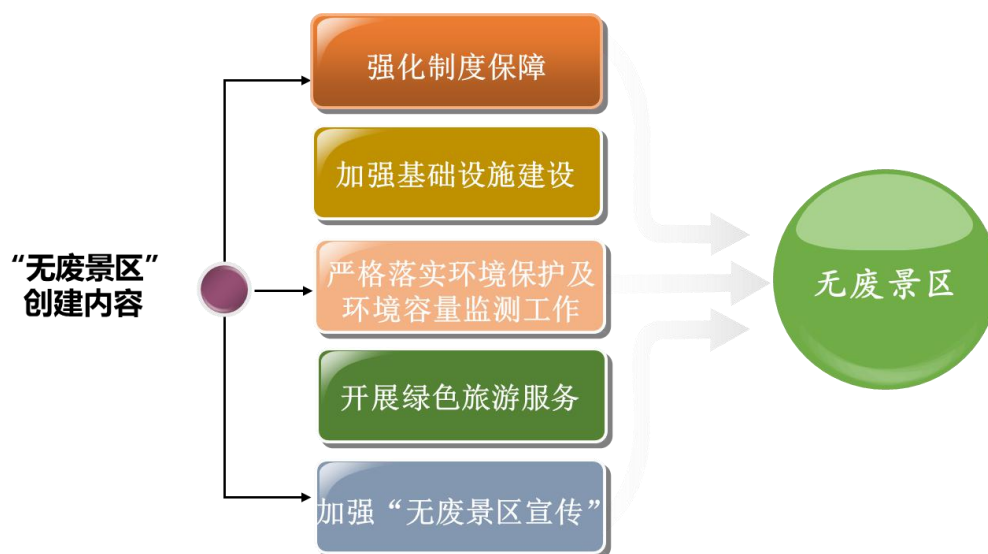 “无废景区”
创建内容
强化制度保障
加强基础设施建设
严格落实环境保护及
环境容量监测工作
开展绿色旅游服务
加强“无废景区宣传”
无废景区